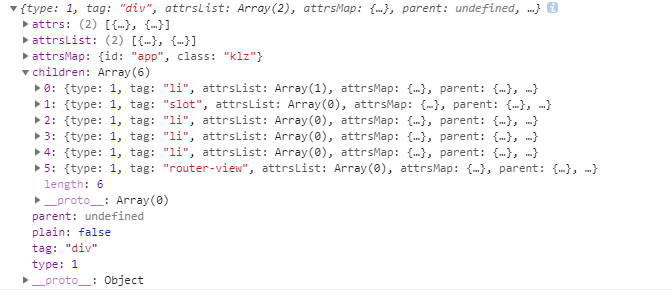 ▼{type: 1, tag: "div", attrsList: Array(2), attrsMap: {…}, parent: undefined, …} i
▶attrs: (2) [{…}, {…}]
▶attrsList: (2) [{…}, {…}]
▶attrsMap: {id: "app", class: "klz"}
▼children: Array(6)
▶0: {type: 1, tag: "li", attrsList: Array(1), attrsMap: {…}, parent: {…}, …}
▶1: {type: 1, tag: "slot", attrsList: Array(0), attrsMap: {…}, parent: {…}, …}
▶2: {type: 1, tag: "li", attrsList: Array(0), attrsMap: {…}, parent: {…}, …}
▶3: {type: 1, tag: "li", attrsList: Array(0), attrsMap: {…}, parent: {…}, …}
▶4: {type: 1, tag: "li", attrsList: Array(0), attrsMap: {…}, parent: {…}, …}
▶5: {type: 1, tag: "router-view", attrsList: Array(0), attrsMap: {…}, parent: {…}, …}
length: 6
▶__proto__: Array(0)
parent: undefined
plain: false
tag: "div"
type: 1
▶__proto__: Object